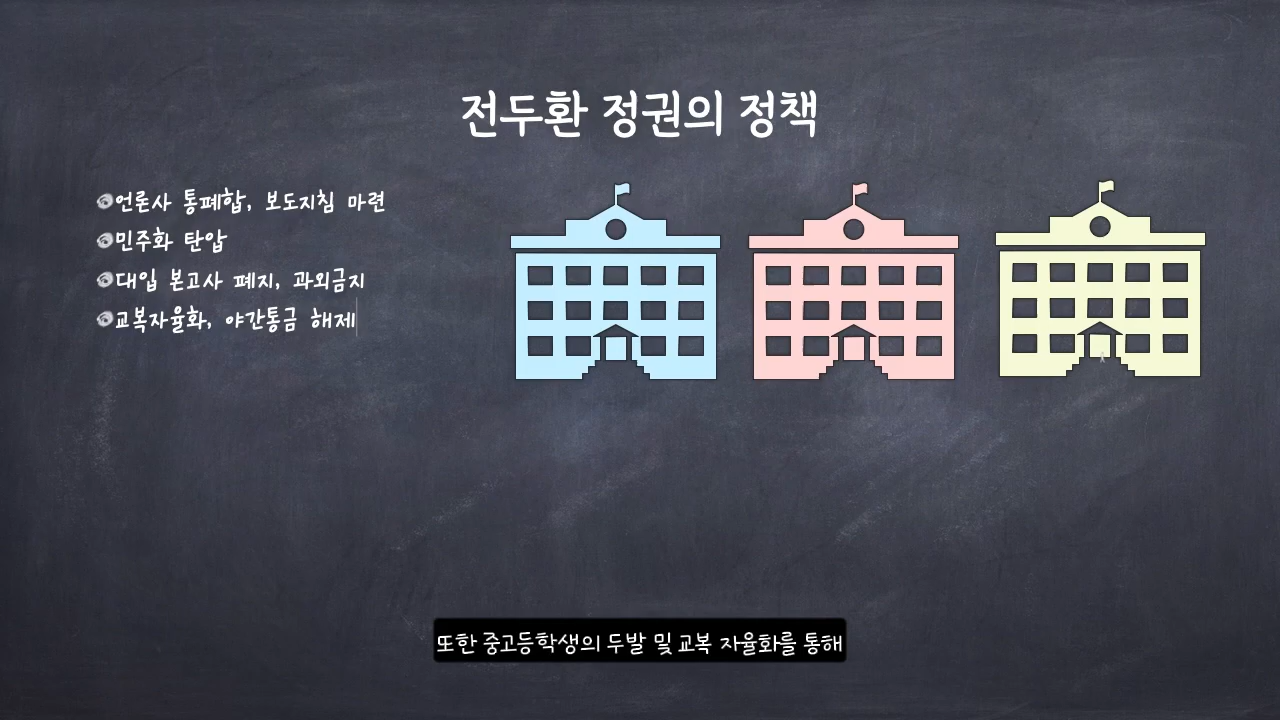 전두환 정권의 정책
언론사 통폐합, 보도지침 마련
민주화 탄압
대입 본고사 폐지, 과외금지
교복자율화, 야간통금 해제
또한 중고등학생의 두발 및 교복 자율화를 통해